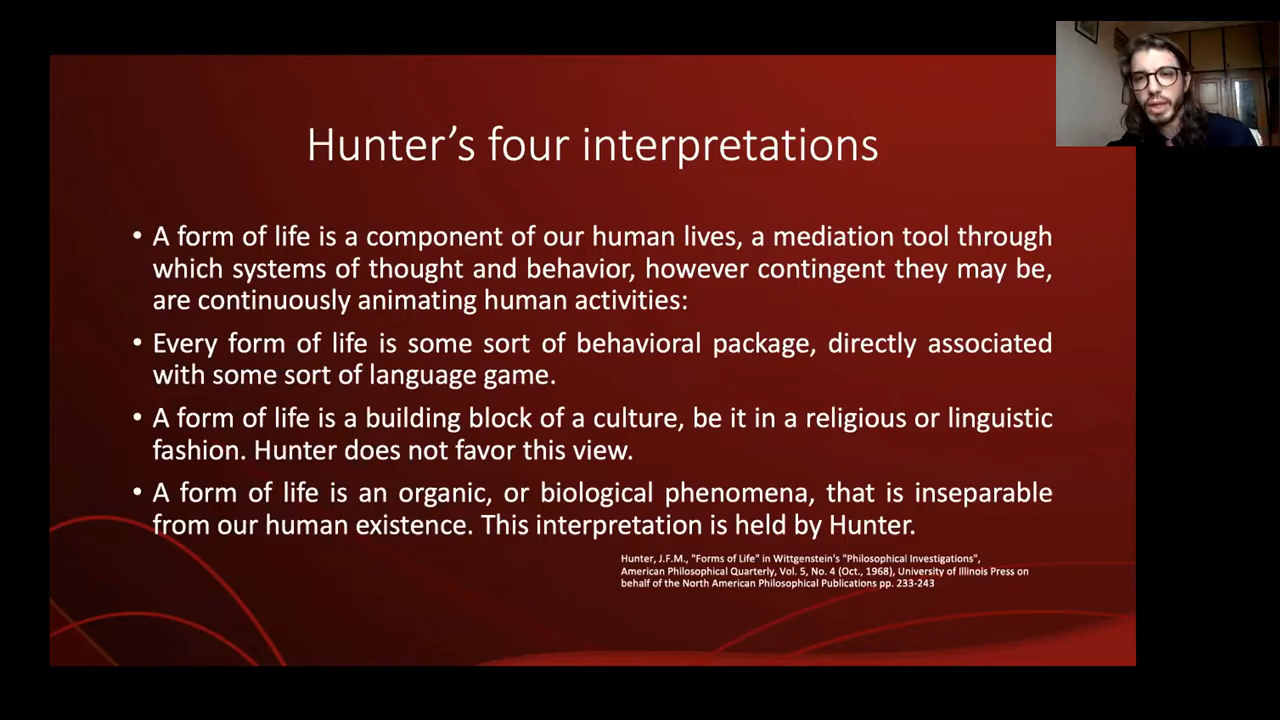 Hunter’s four interpretations
• A form of life is a component of our human lives, a mediation tool through
which systems of thought and behavior, however contingent they may be,
are continuously animating human activities:
• Every form of life is some sort of behavioral package, directly associated
with some sort of language game.
• A form of life is a building block of a culture, be it in a religious or linguistic
fashion. Hunter does not favor this view.
• A form of life is an organic, or biological phenomena, that is inseparable
from our human existence. This interpretation is held by Hunter.
Hunter, J.F.M., "Forms of Life" in Wittgenstein's "Philosophical Investigations",
American Philosophical Quarterly, Vol. 5, No. 4 (Oct., 1968), University of Illinois Press on
behalf of the North American Philosophical Publications pp. 233-243